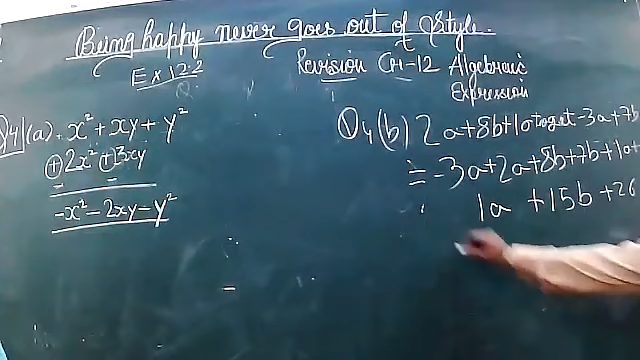 Being happy never goes out of Style.
Ex 12.2
Revision CH-12 Algebraic
Expression
Q4 (a). x² + xy + y²
+2x² + 3xy
-x² - 2xy - y²
Q4 (b) 2a+8b+10 to get -3a+7b
= -3a+2a+8b+7b+10+
1a +15b +26